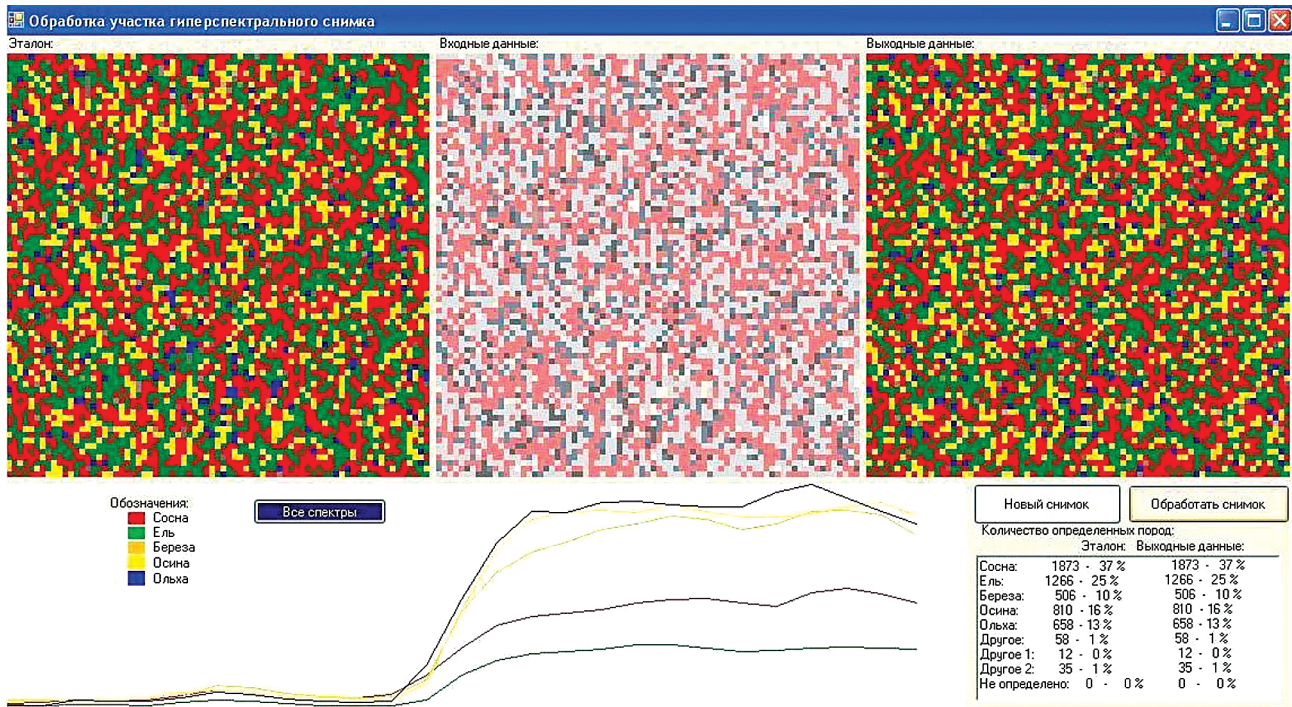 Обработка участка гиперспектрального снимка
Эталон: Входные данные: Выходные данные:
Обозначения:
Сосна
Ель
Береза
Осина
Ольха
Все спектры
Новый снимок Обработать снимок
Количество определенных пород:
Эталон: Выходные данные:
Сосна: 1873 - 37 % 1873 - 37 %
Ель: 1266 - 25 % 1266 - 25 %
Береза: 506 - 10 % 506 - 10 %
Осина: 810 - 16 % 810 - 16 %
Ольха: 658 - 13 % 658 - 13 %
Другое: 58 - 1 % 58 - 1 %
Другое 1: 12 - 0% 12 - 0%
Другое 2: 35 - 1 % 35 - 1 %
Не определено: 0 - 0% 0 - 0%